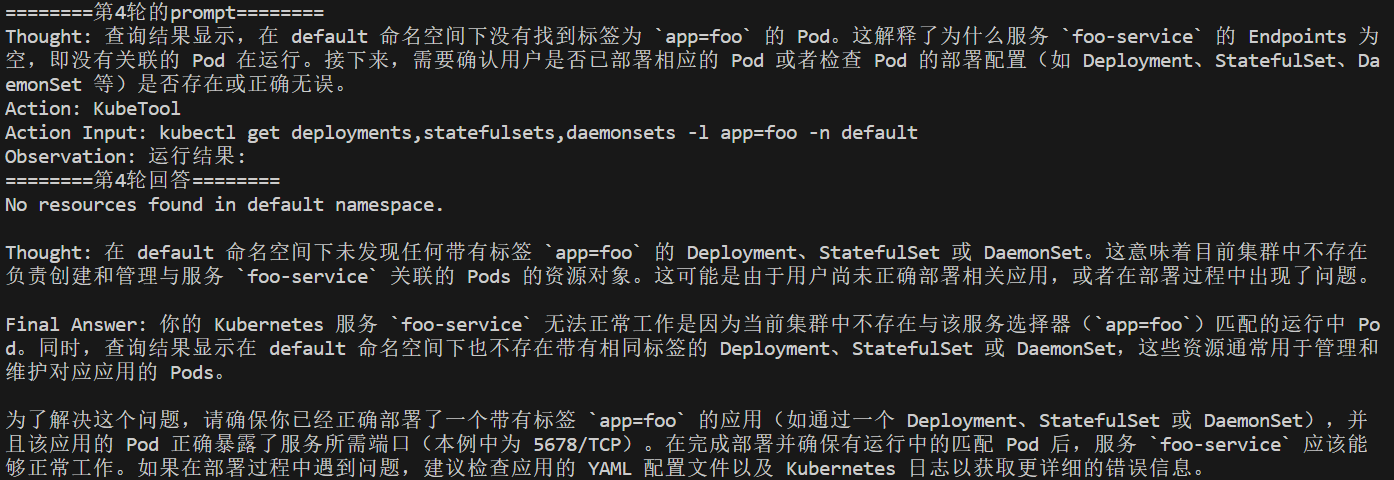 ========第4轮的prompt========
Thought: 查询结果显示，在 default 命名空间下没有找到标签为 `app=foo` 的 Pod。这解释了为什么服务 `foo-service` 的 Endpoints 为
空，即没有关联的 Pod 在运行。接下来，需要确认用户是否已部署相应的 Pod 或者检查 Pod 的部署配置（如 Deployment、StatefulSet、Da
emonSet 等）是否存在或正确无误。
Action: KubeTool
Action Input: kubectl get deployments,statefulsets,daemonsets -l app=foo -n default
Observation: 运行结果:
========第4轮回答========
No resources found in default namespace.
Thought: 在 default 命名空间下未发现任何带有标签 `app=foo` 的 Deployment、StatefulSet 或 DaemonSet。这意味着目前集群中不存在
负责创建和管理与服务 `foo-service` 关联的 Pods 的资源对象。这可能是由于用户尚未正确部署相关应用，或者在部署过程中出现了问题。
Final Answer: 你的 Kubernetes 服务 `foo-service` 无法正常工作是因为当前集群中不存在与该服务选择器（`app=foo`）匹配的运行中 Po
d。同时，查询结果显示在 default 命名空间下也不存在带有相同标签的 Deployment、StatefulSet 或 DaemonSet，这些资源通常用于管理和
维护对应应用的 Pods。
为了解决这个问题，请确保你已经正确部署了一个带有标签 `app=foo` 的应用（如通过一个 Deployment、StatefulSet 或 DaemonSet），并
且该应用的 Pod 正确暴露了服务所需端口（本例中为 5678/TCP）。在完成部署并确保有运行中的匹配 Pod 后，服务 `foo-service` 应该能
够正常工作。如果在部署过程中遇到问题，建议检查应用的 YAML 配置文件以及 Kubernetes 日志以获取更详细的错误信息。